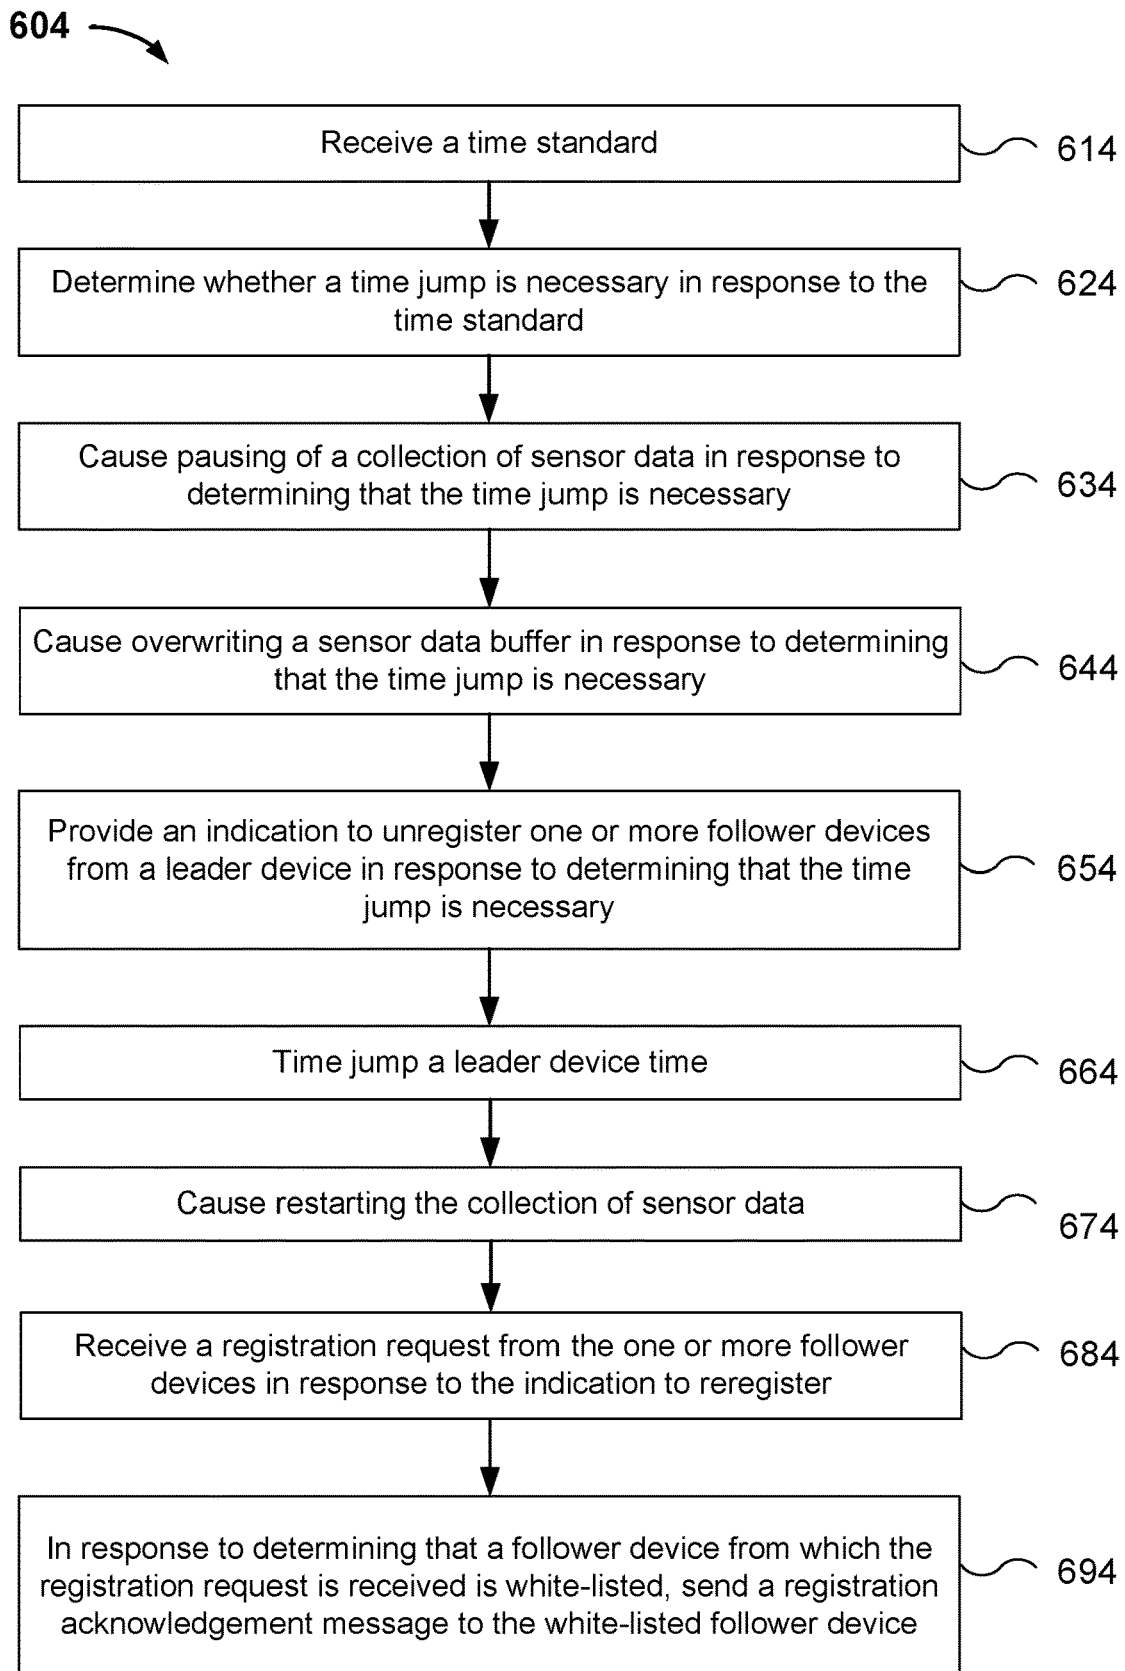 604
Receive a time standard
614
Determine whether a time jump is necessary in response to the
time standard
624
Cause pausing of a collection of sensor data in response to
determining that the time jump is necessary
634
Cause overwriting a sensor data buffer in response to determining
that the time jump is necessary
644
Provide an indication to unregister one or more follower devices
from a leader device in response to determining that the time
jump is necessary
654
Time jump a leader device time
664
Cause restarting the collection of sensor data
674
Receive a registration request from the one or more follower
devices in response to the indication to reregister
684
In response to determining that a follower device from which the
registration request is received is white-listed, send a registration
acknowledgement message to the white-listed follower device
694